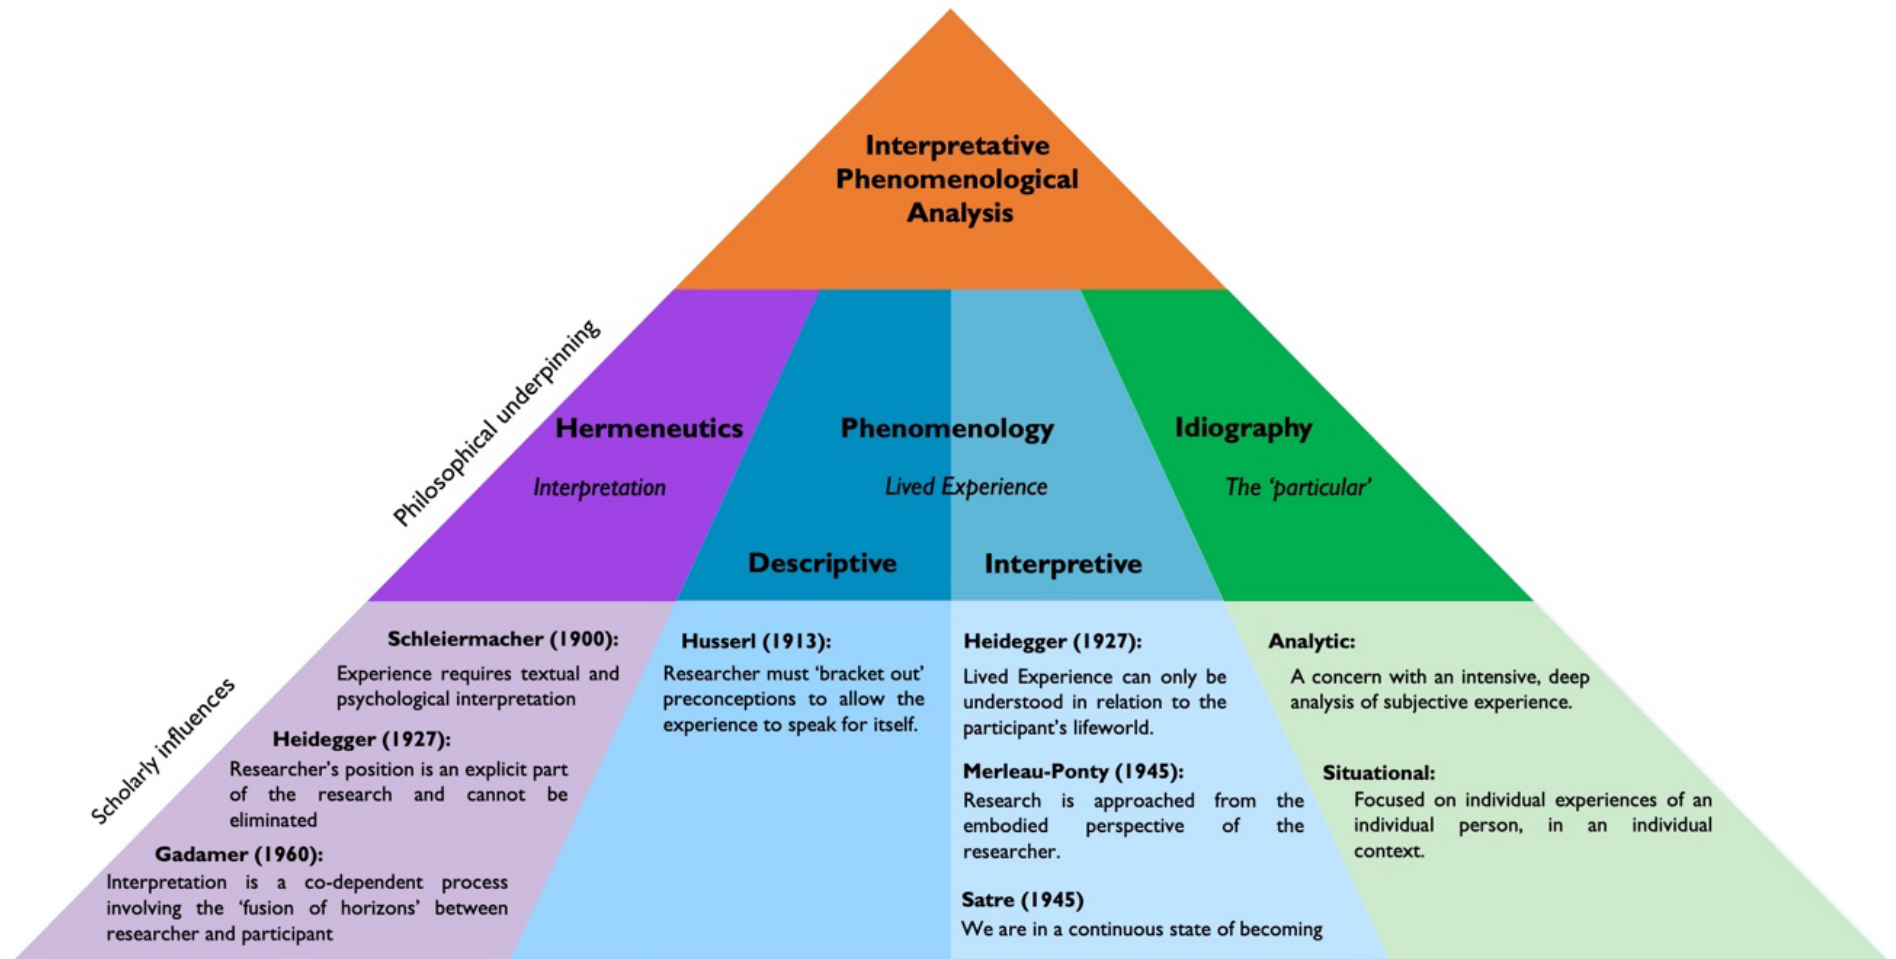 Interpretative
Phenomenological
Analysis
Philosophical underpinning
Hermeneutics
Interpretation
Phenomenology
Lived Experience
Descriptive
Interpretive
Idiography
The ‘particular’
Scholarly influences
Schleiermacher (1900):
Experience requires textual and
psychological interpretation
Heidegger (1927):
Researcher’s position is an explicit part
of the research and cannot be
eliminated
Gadamer (1960):
Interpretation is a co-dependent process
involving the ‘fusion of horizons’ between
researcher and participant
Husserl (1913):
Researcher must ‘bracket out’
preconceptions to allow the
experience to speak for itself.
Heidegger (1927):
Lived Experience can only be
understood in relation to the
participant’s lifeworld.
Merleau-Ponty (1945):
Research is approached from the
embodied perspective of the
researcher.
Satre (1945)
We are in a continuous state of becoming
Analytic:
A concern with an intensive, deep
analysis of subjective experience.
Situational:
Focused on individual experiences of an
individual person, in an individual
context.